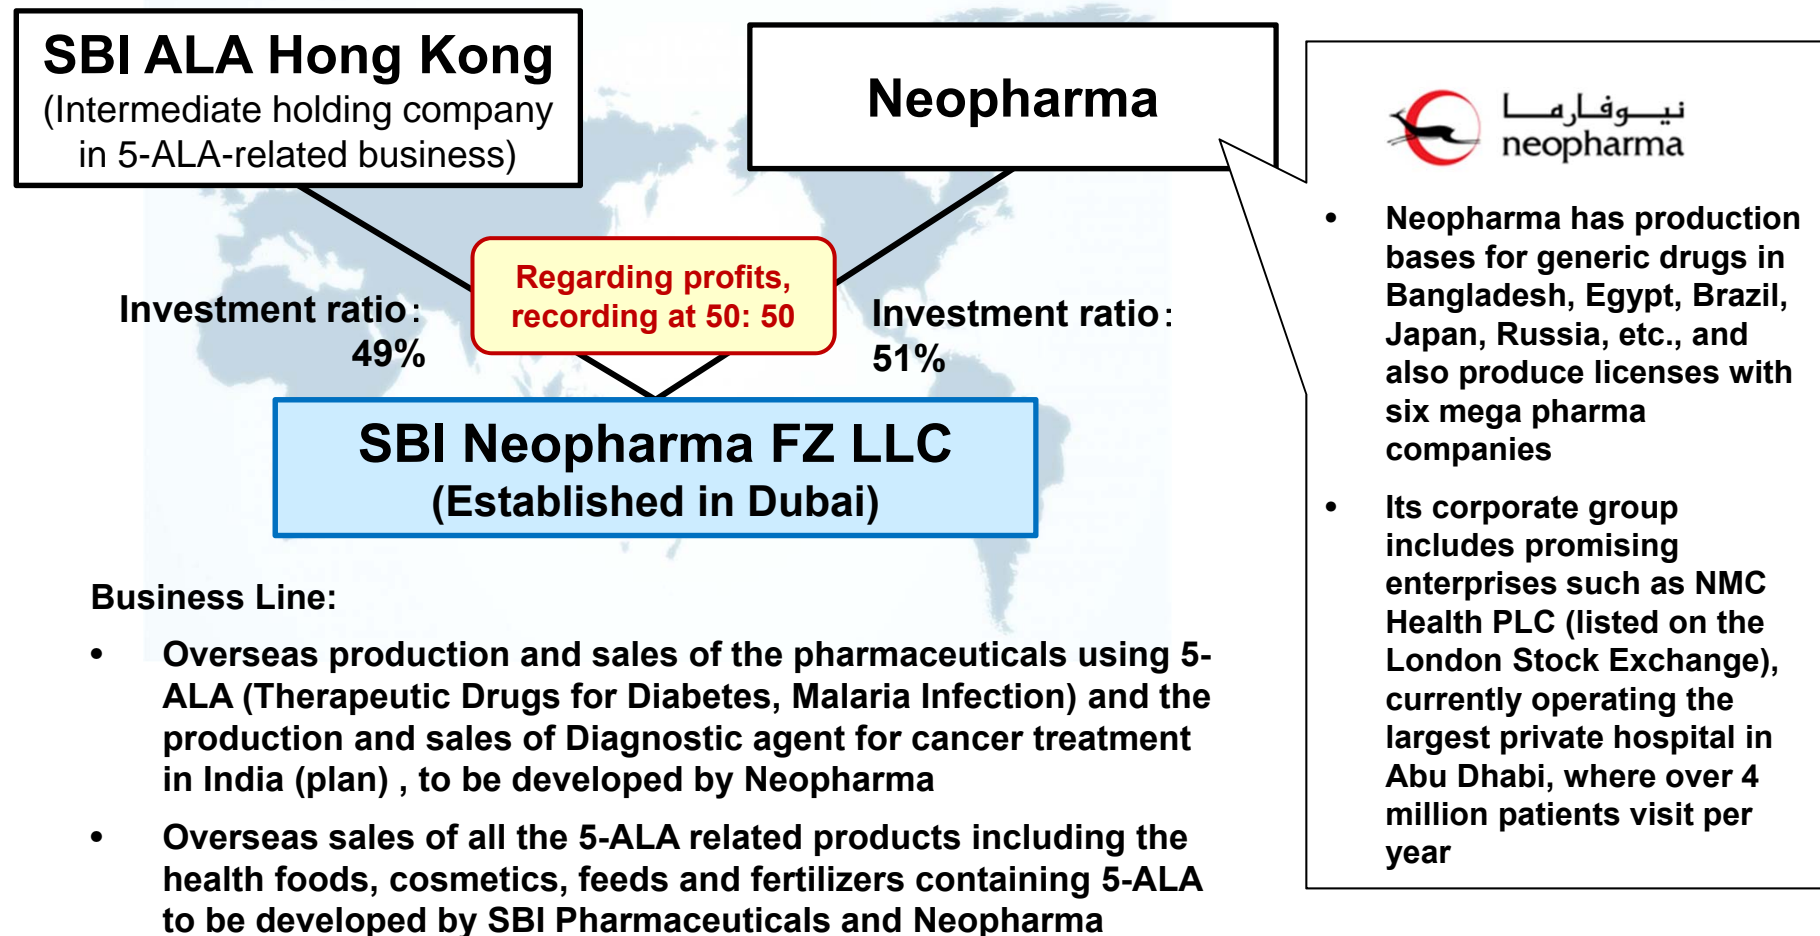 SBI ALA Hong Kong
(Intermediate holding company
in 5-ALA-related business)
Neopharma
Regarding profits,
recording at 50: 50
Investment ratio:
49%
Investment ratio:
51%
SBI Neopharma FZ LLC
(Established in Dubai)
Business Line:
• Overseas production and sales of the pharmaceuticals using 5-
ALA (Therapeutic Drugs for Diabetes, Malaria Infection) and the
production and sales of Diagnostic agent for cancer treatment
in India (plan) , to be developed by Neopharma
• Overseas sales of all the 5-ALA related products including the
health foods, cosmetics, feeds and fertilizers containing 5-ALA
to be developed by SBI Pharmaceuticals and Neopharma
نيوفارما
neopharma
• Neopharma has production
bases for generic drugs in
Bangladesh, Egypt, Brazil,
Japan, Russia, etc., and
also produce licenses with
six mega pharma
companies
• Its corporate group
includes promising
enterprises such as NMC
Health PLC (listed on the
London Stock Exchange),
currently operating the
largest private hospital in
Abu Dhabi, where over 4
million patients visit per
year